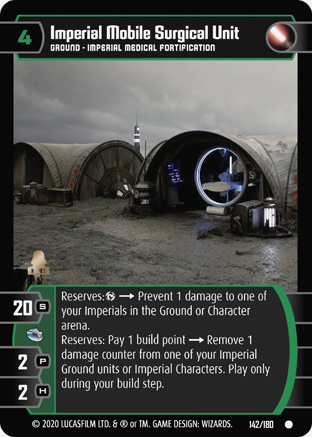 4
Imperial Mobile Surgical Unit
GROUND - IMPERIAL MEDICAL FORTIFICATION
20 S
2 P
2 H
Reserves: → Prevent 1 damage to one of
your Imperials in the Ground or Character
arena.
Reserves: Pay 1 build point → Remove 1
damage counter from one of your Imperial
Ground units or Imperial Characters. Play only
during your build step.
© 2020 LUCASFILM LTD. & ® or TM. GAME DESIGN: WIZARDS. 142/180